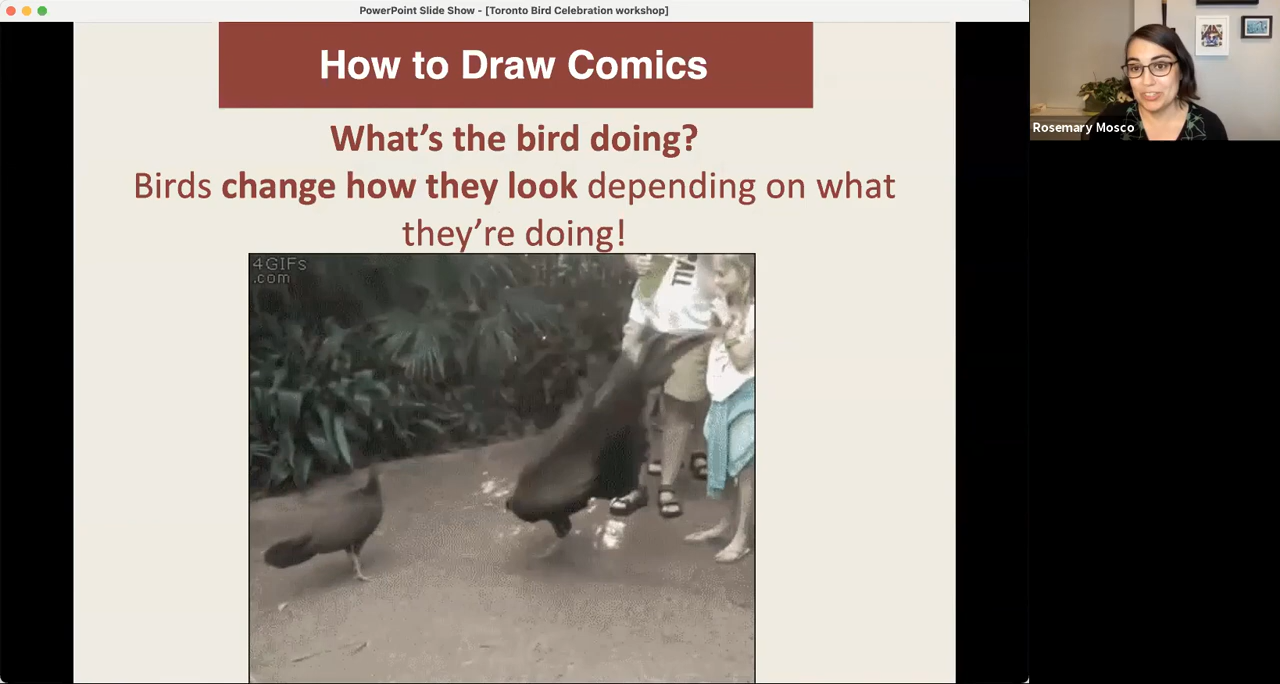 PowerPoint Slide Show - [Toronto Bird Celebration workshop]
How to Draw Comics
What's the bird doing?
Birds change how they look depending on what
they're doing!
4GIFs
.com
Rosemary Mosco